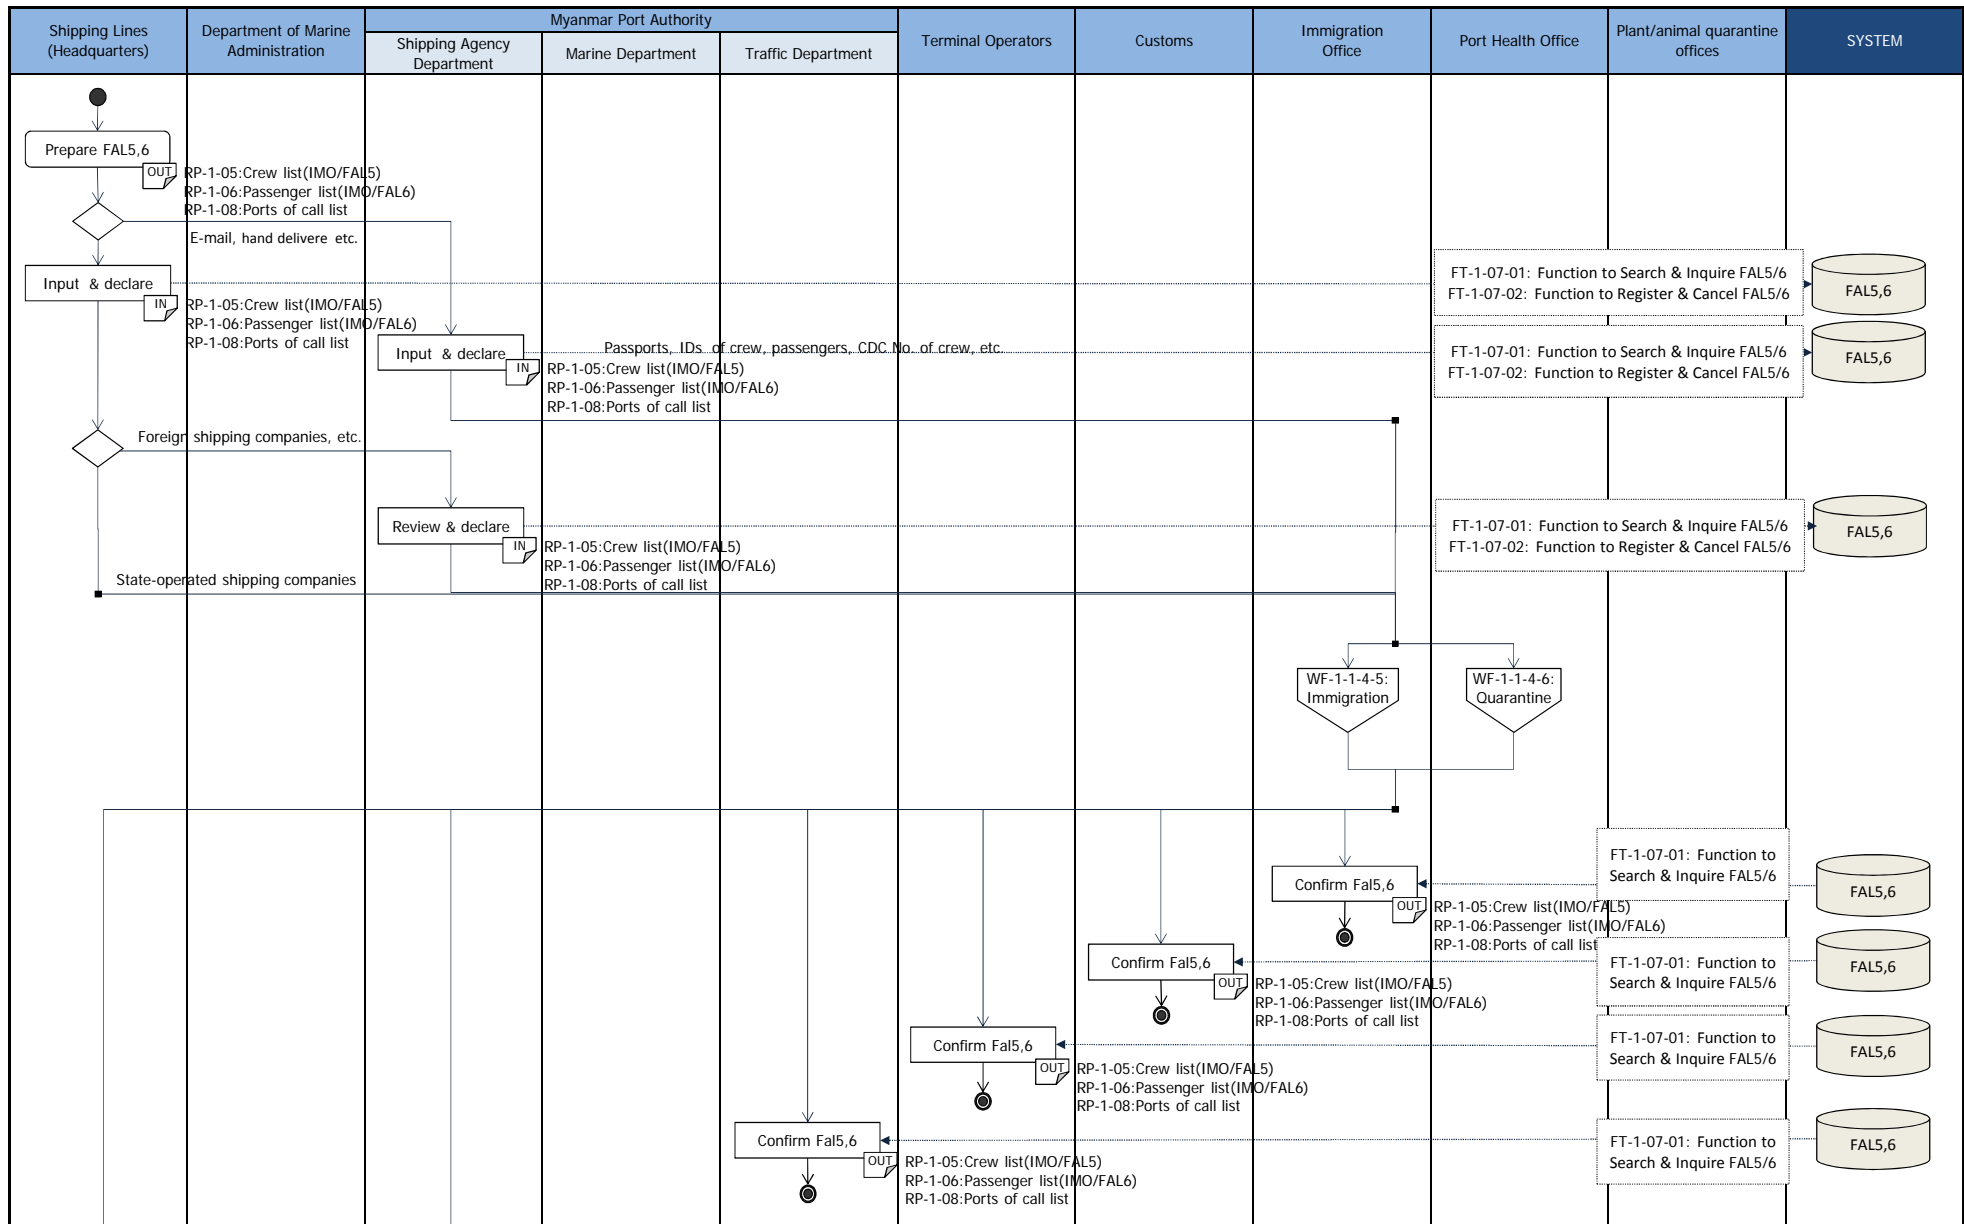 Shipping Lines
(Headquarters)
Department of Marine
Administration
Myanmar Port Authority
Shipping Agency
Department
Marine Department
Traffic Department
Terminal Operators
Customs
Immigration
Office
Port Health Office
Plant/animal quarantine
offices
SYSTEM
Prepare FAL5,6
OUT
RP-1-05:Crew list(IMO/FAL5)
RP-1-06:Passenger list(IMO/FAL6)
RP-1-08:Ports of call list
E-mail, hand delivere etc.
Input & declare
IN
RP-1-05:Crew list(IMO/FAL5)
RP-1-06:Passenger list(IMO/FAL6)
RP-1-08:Ports of call list
FT-1-07-01: Function to Search & Inquire FAL5/6
FT-1-07-02: Function to Register & Cancel FAL5/6
FAL5,6
Input & declare
IN
Passports, IDs of crew, passengers, CDC No. of crew, etc.
RP-1-05:Crew list(IMO/FAL5)
RP-1-06:Passenger list(IMO/FAL6)
RP-1-08:Ports of call list
FT-1-07-01: Function to Search & Inquire FAL5/6
FT-1-07-02: Function to Register & Cancel FAL5/6
FAL5,6
Foreign shipping companies, etc.
Review & declare
IN
RP-1-05:Crew list(IMO/FAL5)
RP-1-06:Passenger list(IMO/FAL6)
RP-1-08:Ports of call list
FT-1-07-01: Function to Search & Inquire FAL5/6
FT-1-07-02: Function to Register & Cancel FAL5/6
FAL5,6
State-operated shipping companies
WF-1-1-4-5:
Immigration
WF-1-1-4-6:
Quarantine
Confirm Fal5,6
OUT
RP-1-05:Crew list(IMO/FAL5)
RP-1-06:Passenger list(IMO/FAL6)
RP-1-08:Ports of call list
FT-1-07-01: Function to
Search & Inquire FAL5/6
FAL5,6
Confirm Fal5,6
OUT
RP-1-05:Crew list(IMO/FAL5)
RP-1-06:Passenger list(IMO/FAL6)
RP-1-08:Ports of call list
FT-1-07-01: Function to
Search & Inquire FAL5/6
FAL5,6
Confirm Fal5,6
OUT
RP-1-05:Crew list(IMO/FAL5)
RP-1-06:Passenger list(IMO/FAL6)
RP-1-08:Ports of call list
FT-1-07-01: Function to
Search & Inquire FAL5/6
FAL5,6
Confirm Fal5,6
OUT
RP-1-05:Crew list(IMO/FAL5)
RP-1-06:Passenger list(IMO/FAL6)
RP-1-08:Ports of call list
FT-1-07-01: Function to
Search & Inquire FAL5/6
FAL5,6